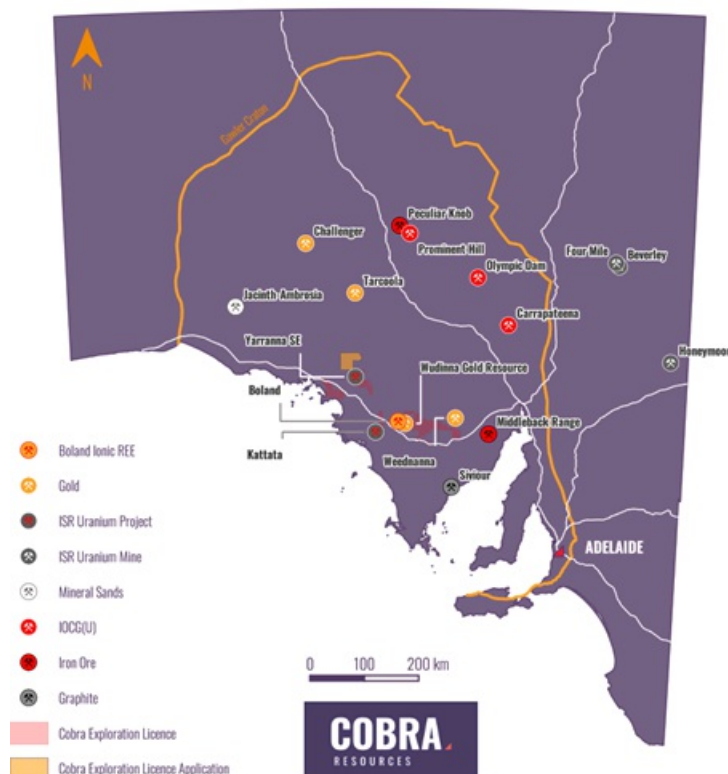 N
Gawler Craton
Peculiar Knob
Challenger
Prominent Hill
Four Mile
Beverley
Olympic Dam
Tarcoola
Jacinth Ambrosia
Carrapateena
Yarranna SE
Honeymoon
Wudinna Gold Resource
Boland
Middleback Range
Kattata
Weednanna
Siviour
Boland Ionic REE
Gold
ISR Uranium Project
ISR Uranium Mine
Mineral Sands
IOCG(U)
Iron Ore
Graphite
Cobra Exploration Licence
Cobra Exploration Licence Application
ADELAIDE
0 100 200 km
COBRA
RESOURCES